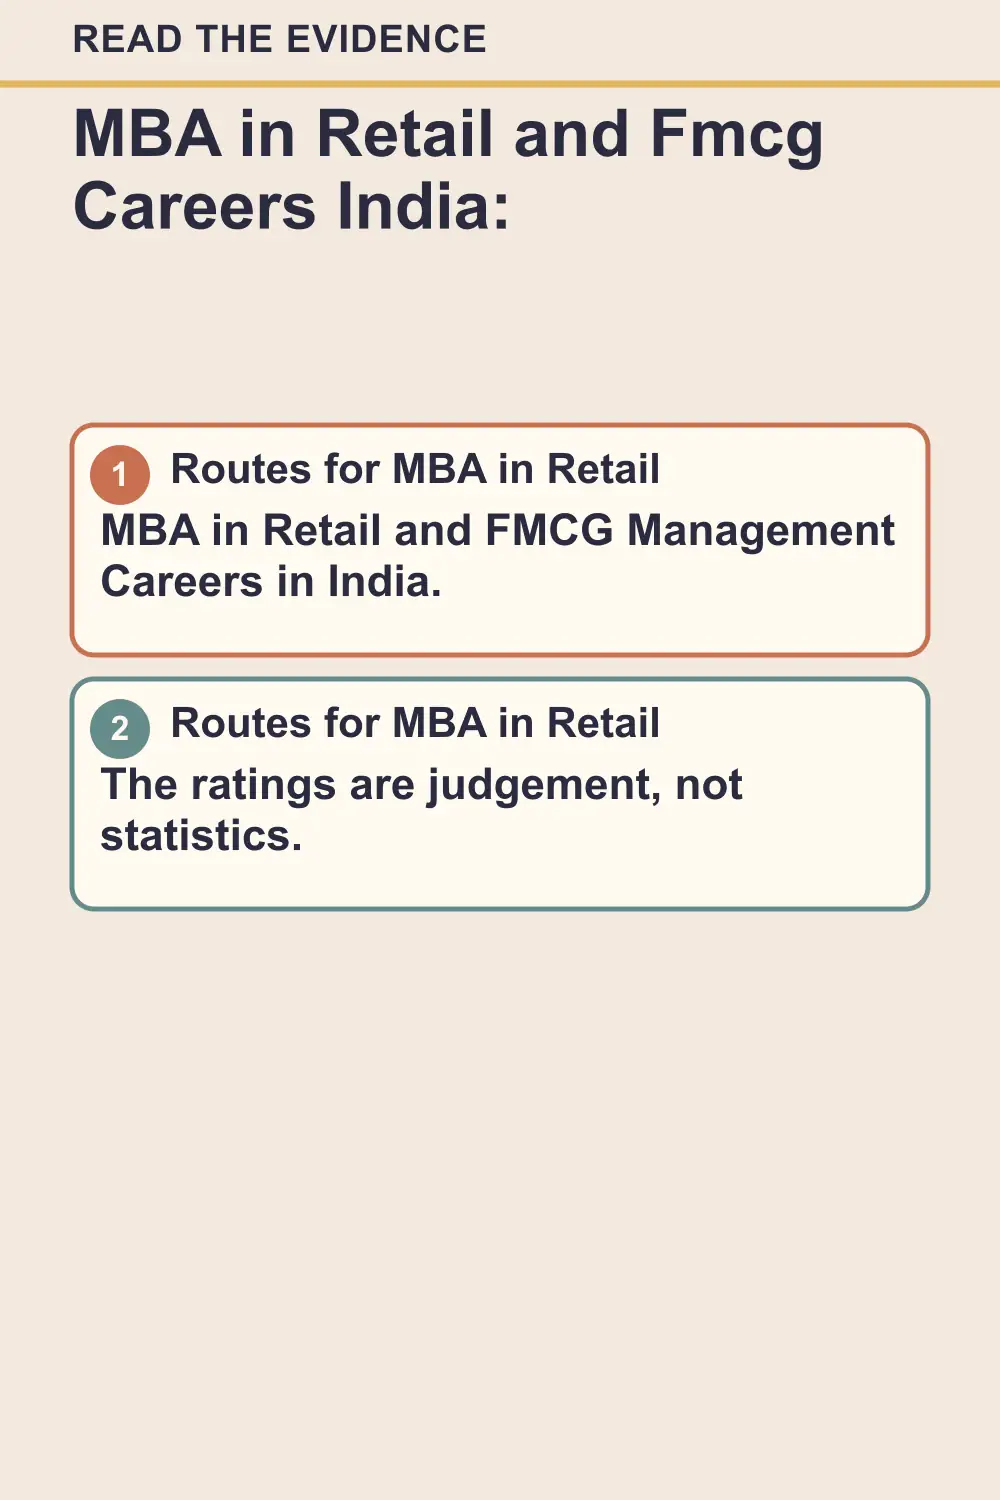 READ THE EVIDENCE
MBA in Retail and Fmcg
Careers India:
1
Routes for MBA in Retail
MBA in Retail and FMCG Management
Careers in India.
2
Routes for MBA in Retail
The ratings are judgement, not
statistics.